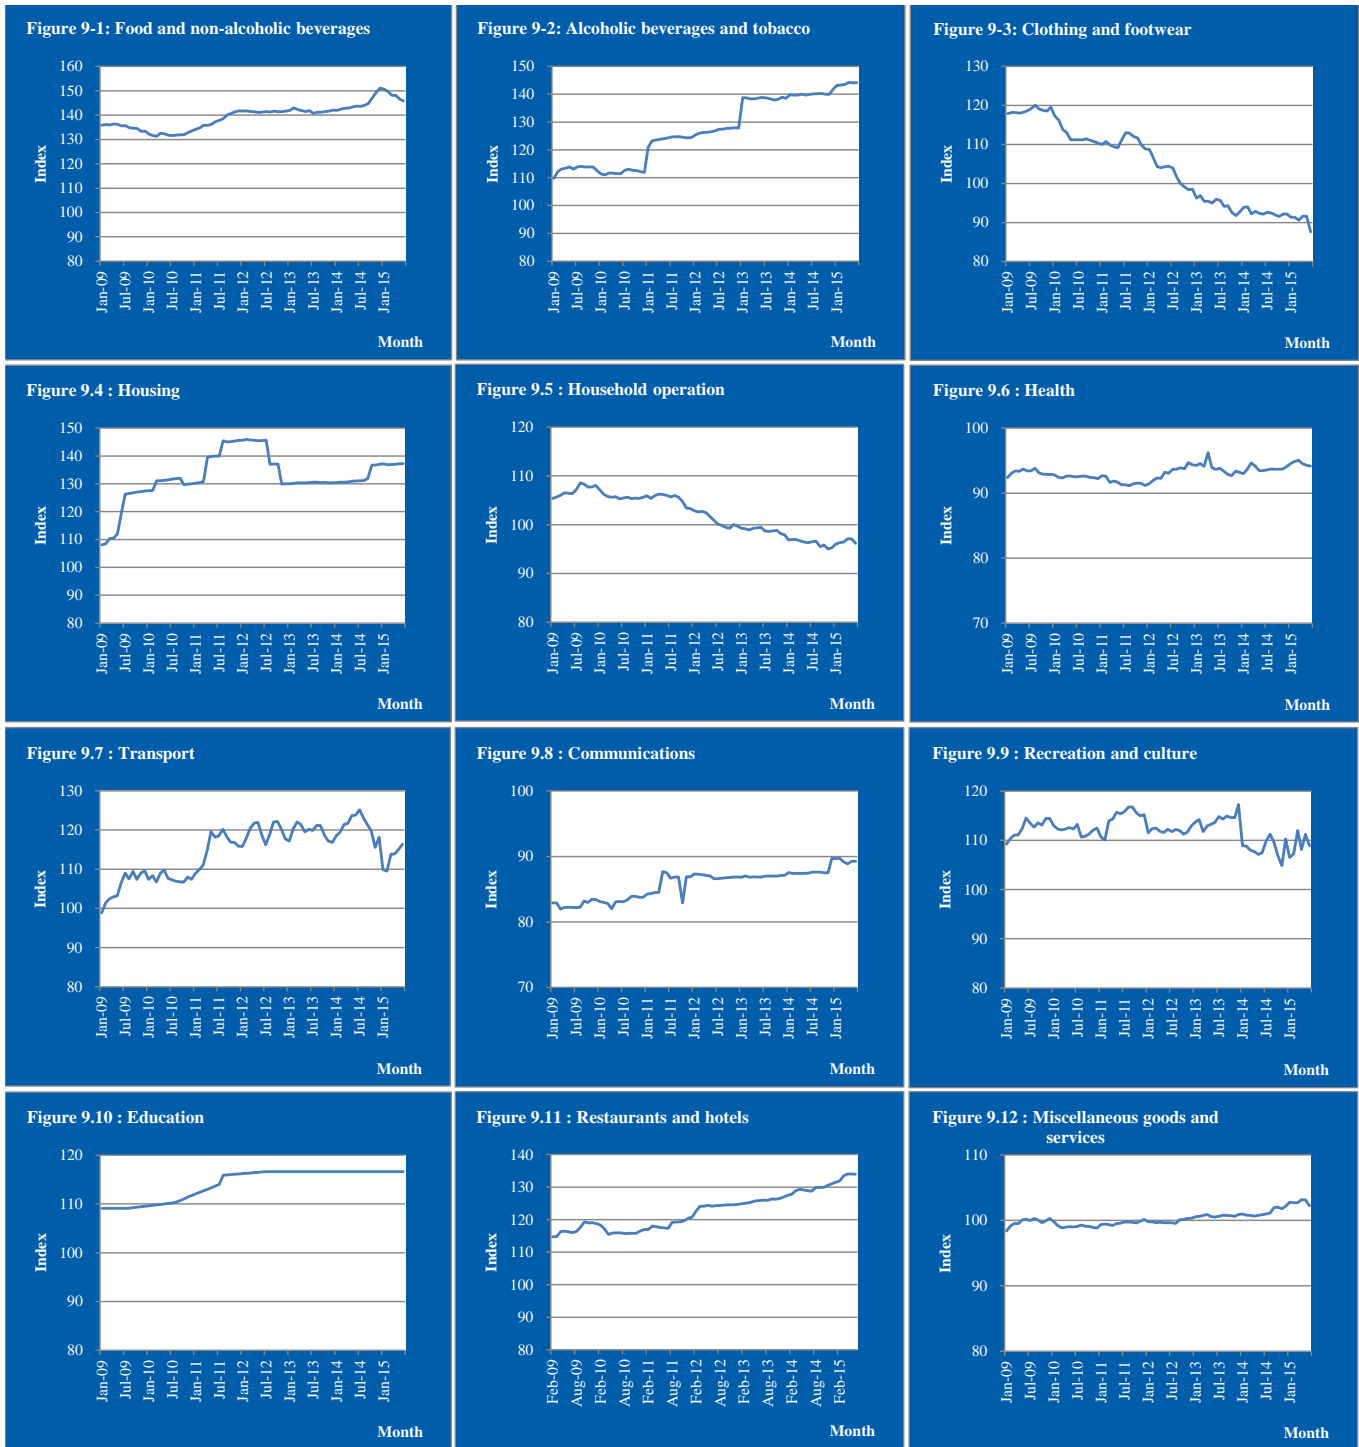 Figure 9-1: Food and non-alcoholic beverages
160
150
140
130
120
110
100
90
80
Index
Jan-09
Jul-09
Jan-10
Jul-10
Jan-11
Jul-11
Jan-12
Jul-12
Jan-13
Jul-13
Jan-14
Jul-14
Jan-15
Month
Figure 9-2: Alcoholic beverages and tobacco
150
140
130
120
110
100
90
80
Index
Jan-09
Jul-09
Jan-10
Jul-10
Jan-11
Jul-11
Jan-12
Jul-12
Jan-13
Jul-13
Jan-14
Jul-14
Jan-15
Month
Figure 9-3: Clothing and footwear
130
120
110
100
90
80
Index
Jan-09
Jul-09
Jan-10
Jul-10
Jan-11
Jul-11
Jan-12
Jul-12
Jan-13
Jul-13
Jan-14
Jul-14
Jan-15
Month
Figure 9.4 : Housing
150
140
130
120
110
100
90
80
Index
Jan-09
Jul-09
Jan-10
Jul-10
Jan-11
Jul-11
Jan-12
Jul-12
Jan-13
Jul-13
Jan-14
Jul-14
Jan-15
Month
Figure 9.5 : Household operation
120
110
100
90
80
Index
Jan-09
Jul-09
Jan-10
Jul-10
Jan-11
Jul-11
Jan-12
Jul-12
Jan-13
Jul-13
Jan-14
Jul-14
Jan-15
Month
Figure 9.6 : Health
100
90
80
70
Index
Jan-09
Jul-09
Jan-10
Jul-10
Jan-11
Jul-11
Jan-12
Jul-12
Jan-13
Jul-13
Jan-14
Jul-14
Jan-15
Month
Figure 9.7 : Transport
130
120
110
100
90
80
Index
Jan-09
Jul-09
Jan-10
Jul-10
Jan-11
Jul-11
Jan-12
Jul-12
Jan-13
Jul-13
Jan-14
Jul-14
Jan-15
Month
Figure 9.8 : Communications
100
90
80
70
Index
Jan-09
Jul-09
Jan-10
Jul-10
Jan-11
Jul-11
Jan-12
Jul-12
Jan-13
Jul-13
Jan-14
Jul-14
Jan-15
Month
Figure 9.9 : Recreation and culture
120
110
100
90
80
Index
Jan-09
Jul-09
Jan-10
Jul-10
Jan-11
Jul-11
Jan-12
Jul-12
Jan-13
Jul-13
Jan-14
Jul-14
Jan-15
Month
Figure 9.10 : Education
120
110
100
90
80
Index
Jan-09
Jul-09
Jan-10
Jul-10
Jan-11
Jul-11
Jan-12
Jul-12
Jan-13
Jul-13
Jan-14
Jul-14
Jan-15
Month
Figure 9.11 : Restaurants and hotels
140
130
120
110
100
90
80
Index
Feb-09
Aug-09
Feb-10
Aug-10
Feb-11
Aug-11
Feb-12
Aug-12
Feb-13
Aug-13
Feb-14
Aug-14
Feb-15
Month
Figure 9.12 : Miscellaneous goods and
services
110
100
90
80
Index
Jan-09
Jul-09
Jan-10
Jul-10
Jan-11
Jul-11
Jan-12
Jul-12
Jan-13
Jul-13
Jan-14
Jul-14
Jan-15
Month